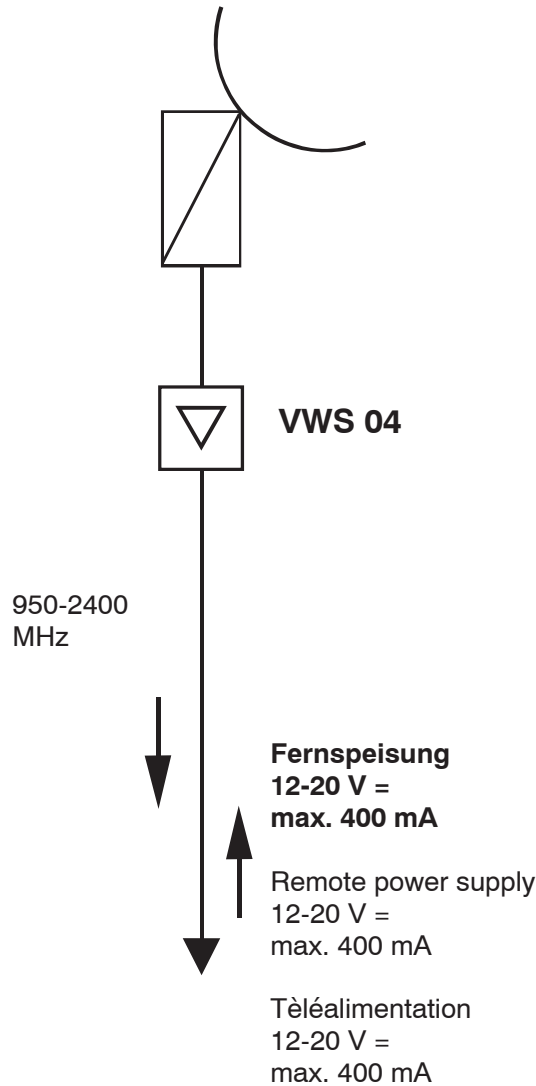 VWS 04
950-2400
MHz
Fernspeisung
12-20 V =
max. 400 mA
Remote power supply
12-20 V =
max. 400 mA
Tèléalimentation
12-20 V =
max. 400 mA